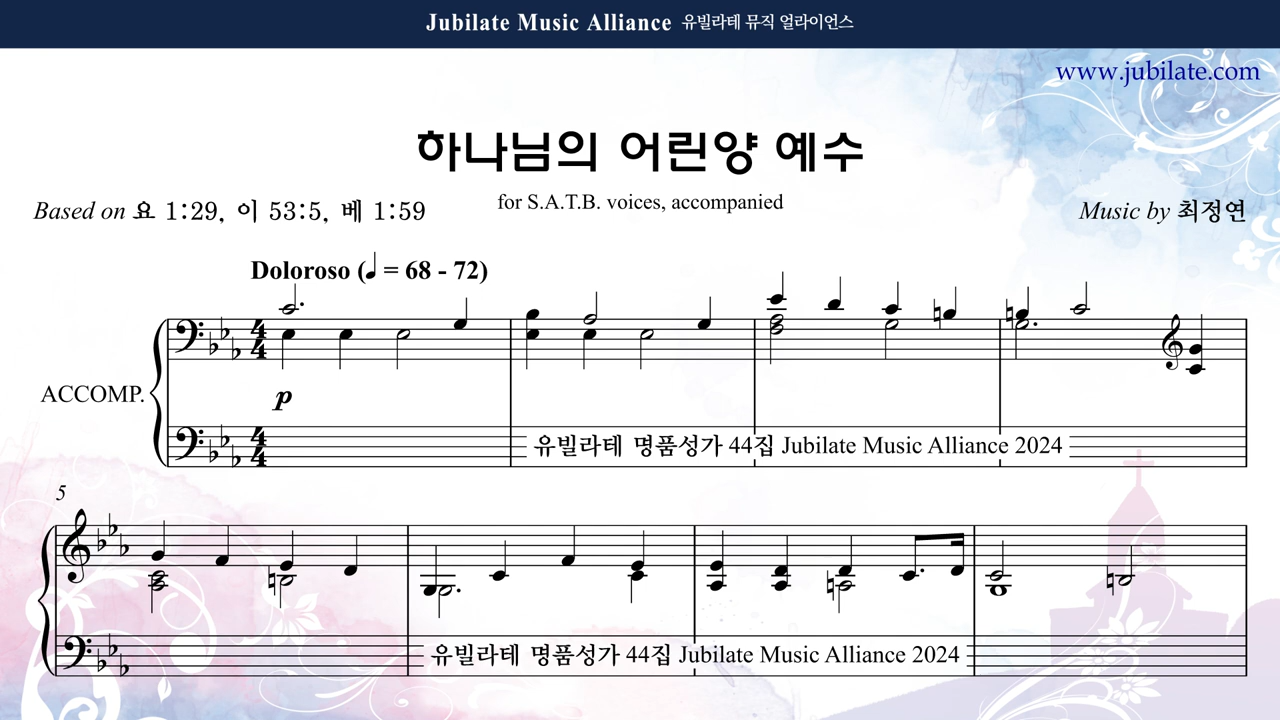 Jubilate Music Alliance 유빌라테 뮤직 얼라이언스
www.jubilate.com
하나님의 어린양 예수
for S.A.T.B. voices, accompanied
Based on 요 1:29, 이 53:5, 베 1:59
Music by 최정연
Doloroso (♩ = 68 - 72)
4 4
ACCOMP.
p
4 4
유빌라테 명품성가 44집 Jubilate Music Alliance 2024
5
유빌라테 명품성가 44집 Jubilate Music Alliance 2024